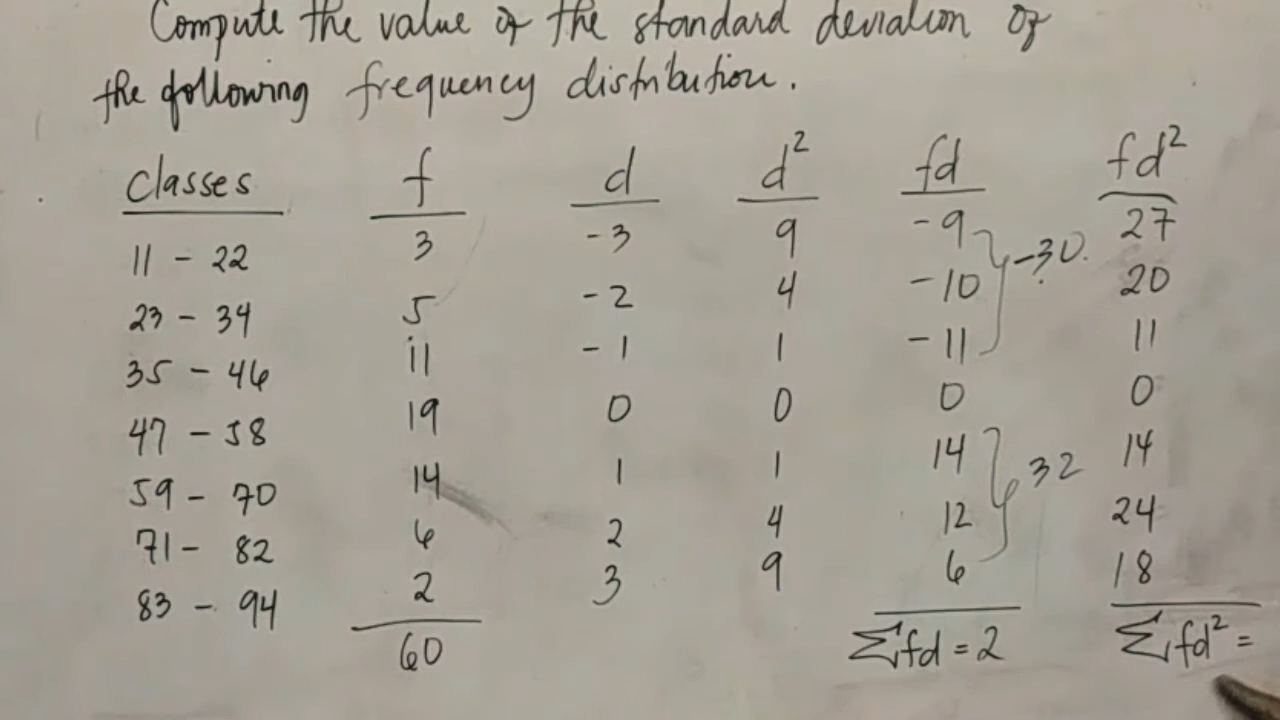 Compute the value of the standard deviation of
the following frequency distribution.
classes f d d² fd fd²
11 - 22 3 -3 9 -9 27
23 - 34 5 -2 4 -10 -30. 20
35 - 46 11 -1 1 -11 11
47 - 58 19 0 0 0 0
59 - 70 14 1 1 14 32 14
71 - 82 6 2 4 12 24
83 - 94 2 3 9 6 18
60 Σfd = 2 Σfd² =